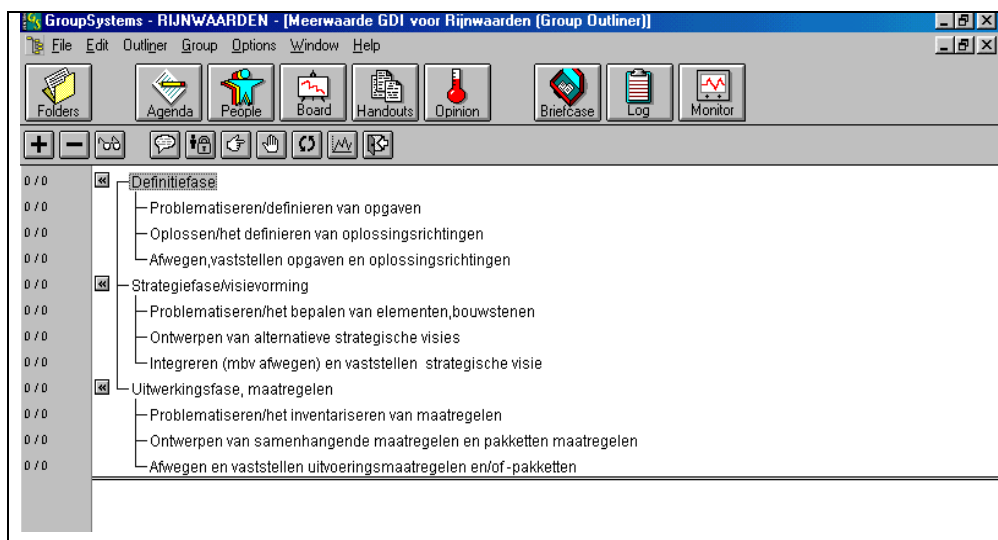 GroupSystems - RIJNWAARDEN - [Meerwaarde GDI voor Rijnwaarden (Group Outliner)]
File Edit Outliner Group Options Window Help
Folders Agenda People Board Handouts Opinion Briefcase Log Monitor
0 / 0 Definitiefase
0 / 0 Problematiseren/definieren van opgaven
0 / 0 Oplossen/het definieren van oplossingsrichtingen
0 / 0 Afwegen,vaststellen opgaven en oplossingsrichtingen
0 / 0 Strategiefase/visievorming
0 / 0 Problematiseren/het bepalen van elementen,bouwstenen
0 / 0 Ontwerpen van alternatieve strategische visies
0 / 0 Integreren (mbv afwegen) en vaststellen strategische visie
0 / 0 Uitwerkingsfase, maatregelen
0 / 0 Problematiseren/het inventariseren van maatregelen
0 / 0 Ontwerpen van samenhangende maatregelen en pakketten maatregelen
0 / 0 Afwegen en vaststellen uitvoeringsmaatregelen en/of -pakketten